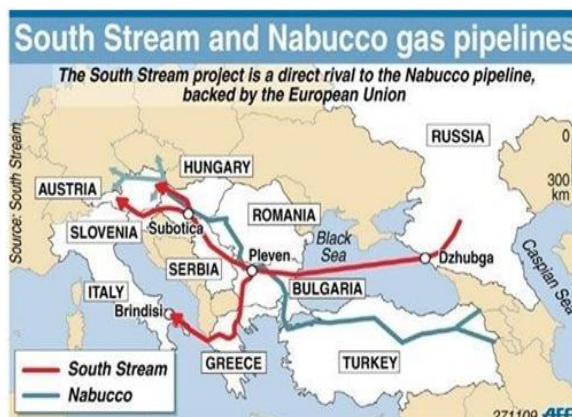 South Stream and Nabucco gas pipelines
The South Stream project is a direct rival to the Nabucco pipeline,
backed by the European Union
Source: South Stream
RUSSIA
0
300
km
HUNGARY
AUSTRIA
ROMANIA
SLOVENIA
Subotica
Black
Sea
Caspian Sea
Pleven
Dzhubga
SERBIA
BULGARIA
ITALY
Brindisi
GREECE
TURKEY
South Stream
Nabucco
271109
AFP